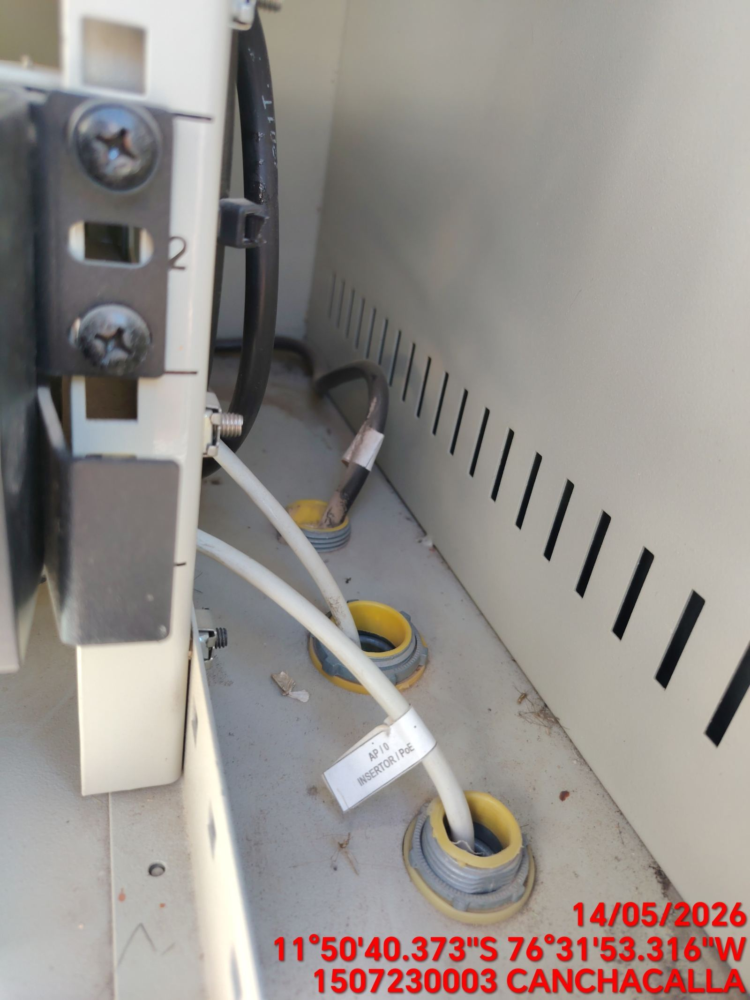 2
AP / 0
INSERTOR / PoE
14/05/2026
11°50'40.373"S 76°31'53.316"W
1507230003 CANCHACALLA